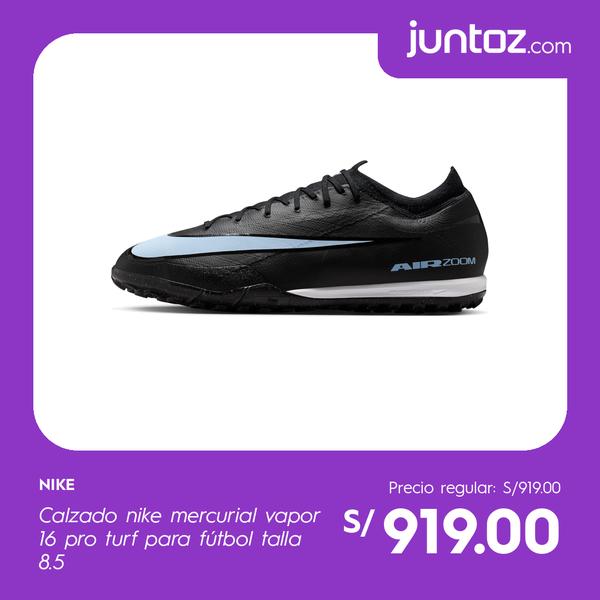 juntoz.com
AIR ZOOM
NIKE
Calzado nike mercurial vapor
16 pro turf para fútbol talla
8.5
Precio regular: S/919.00
S/ 919.00